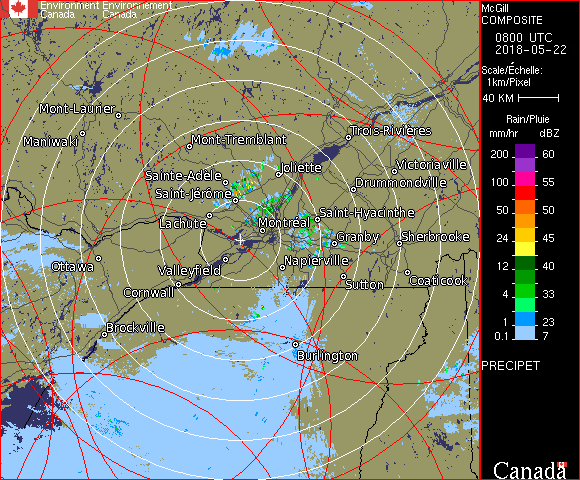 Environment Environnement
Canada Canada
McGill
COMPOSITE
0800 UTC
2018-05-22
Scale/Échelle:
1km/Pixel
40 KM
Rain/Pluie
mm/hr dBZ
200 60
100 55
50 50
24 45
12 40
4 33
1 23
0.1 7
PRECIPET
Canada
Mont-Laurier
Trois-Rivières
Maniwaki
Mont-Tremblant
Joliette
Victoriaville
Sainte-Adèle
Drummondville
Saint-Jérôme
Saint-Hyacinthe
Lachute
Montréal
Granby
Sherbrooke
Ottawa
Napierville
Valleyfield
Coaticook
Sutton
Cornwall
Brockville
Burlington